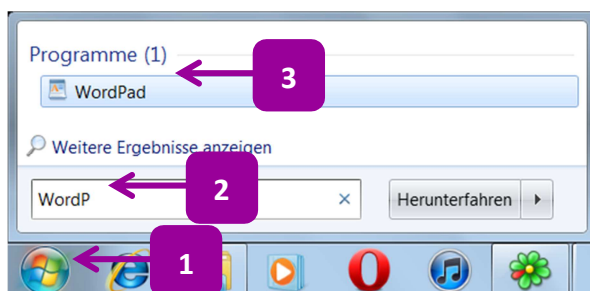 Programme (1)
3
WordPad
Weitere Ergebnisse anzeigen
WordP
2
Herunterfahren
1